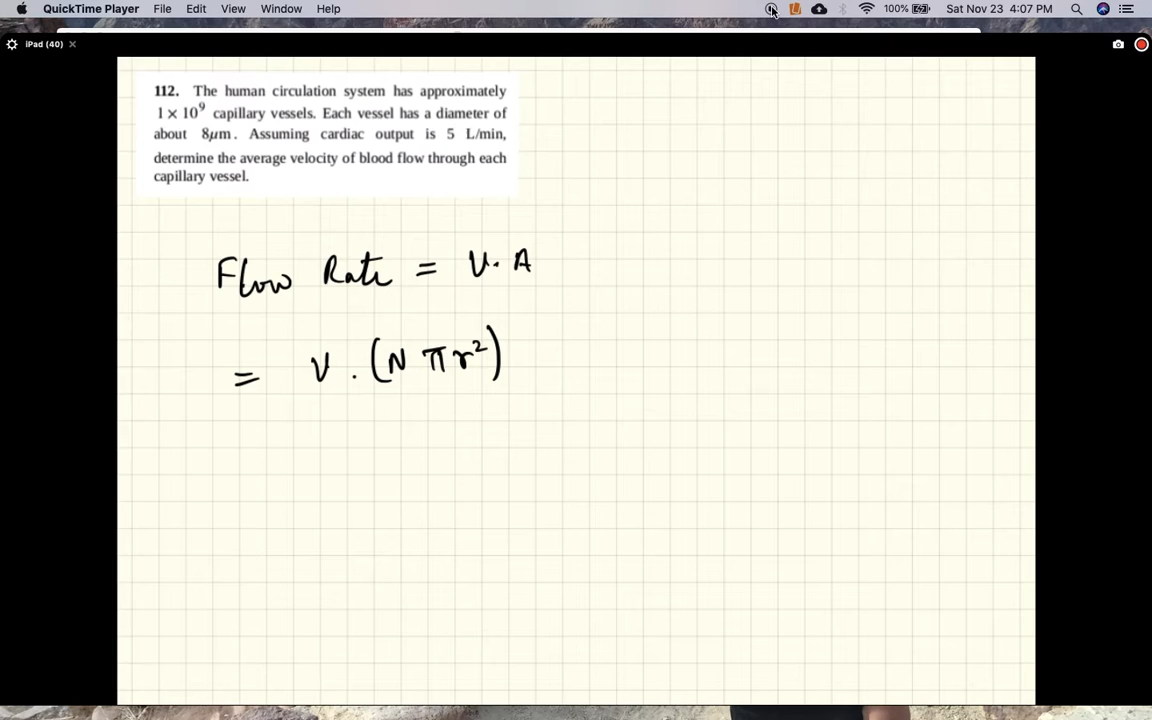 QuickTime Player File Edit View Window Help 100% Sat Nov 23 4:07 PM
iPad (40)
112. The human circulation system has approximately
1 × 10⁹ capillary vessels. Each vessel has a diameter of
about 8μm. Assuming cardiac output is 5 L/min,
determine the average velocity of blood flow through each
capillary vessel.
Flow Rate = V. A
= V . (N πr²)